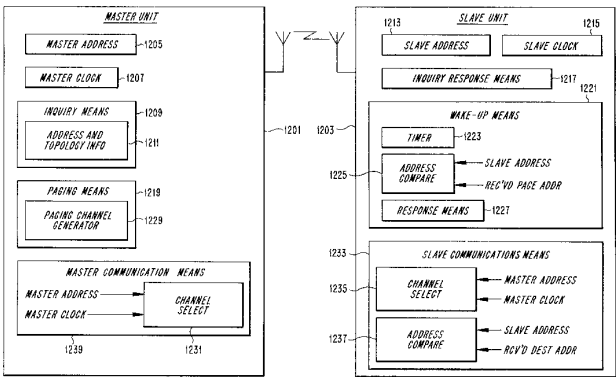 MASTER UNIT
MASTER ADDRESS
1205
MASTER CLOCK
1207
INQUIRY MEANS
1209
ADDRESS AND
TOPOLOGY INFO
1211
1201
PAGING MEANS
1219
PAGING CHANNEL
GENERATOR
1229
MASTER COMMUNICATION MEANS
MASTER ADDRESS
MASTER CLOCK
CHANNEL
SELECT
1239
1231
SLAVE UNIT
1213
1215
SLAVE ADDRESS
SLAVE CLOCK
INQUIRY RESPONSE MEANS
1217
1221
1203
WAKE-UP MEANS
TIMER
1223
1225
ADDRESS
COMPARE
SLAVE ADDRESS
REC'VD PAGE ADDR
RESPONSE MEANS
1227
1233
SLAVE COMMUNICATIONS MEANS
1235
CHANNEL
SELECT
MASTER ADDRESS
MASTER CLOCK
1237
ADDRESS
COMPARE
SLAVE ADDRESS
RCV'D DEST ADDR